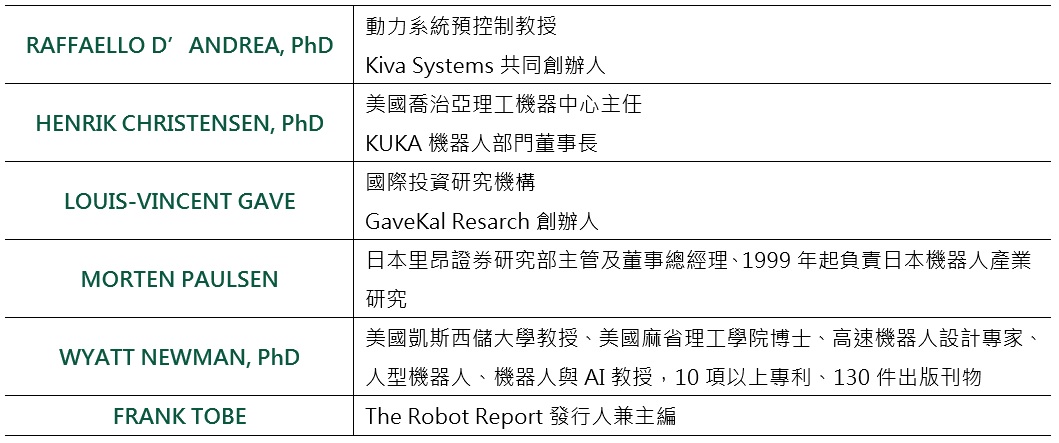 RAFFAELLO D’ANDREA, PhD
動力系統預控制教授
Kiva Systems 共同創辦人
HENRIK CHRISTENSEN, PhD
美國喬治亞理工機器中心主任
KUKA 機器人部門董事長
LOUIS-VINCENT GAVE
國際投資研究機構
GaveKal Resarch 創辦人
MORTEN PAULSEN
日本里昂證券研究部主管及董事總經理、1999 年起負責日本機器人產業
研究
WYATT NEWMAN, PhD
美國凱斯西儲大學教授、美國麻省理工學院博士、高速機器人設計專家、
人型機器人、機器人與 AI 教授，10 項以上專利、130 件出版刊物
FRANK TOBE
The Robot Report 發行人兼主編